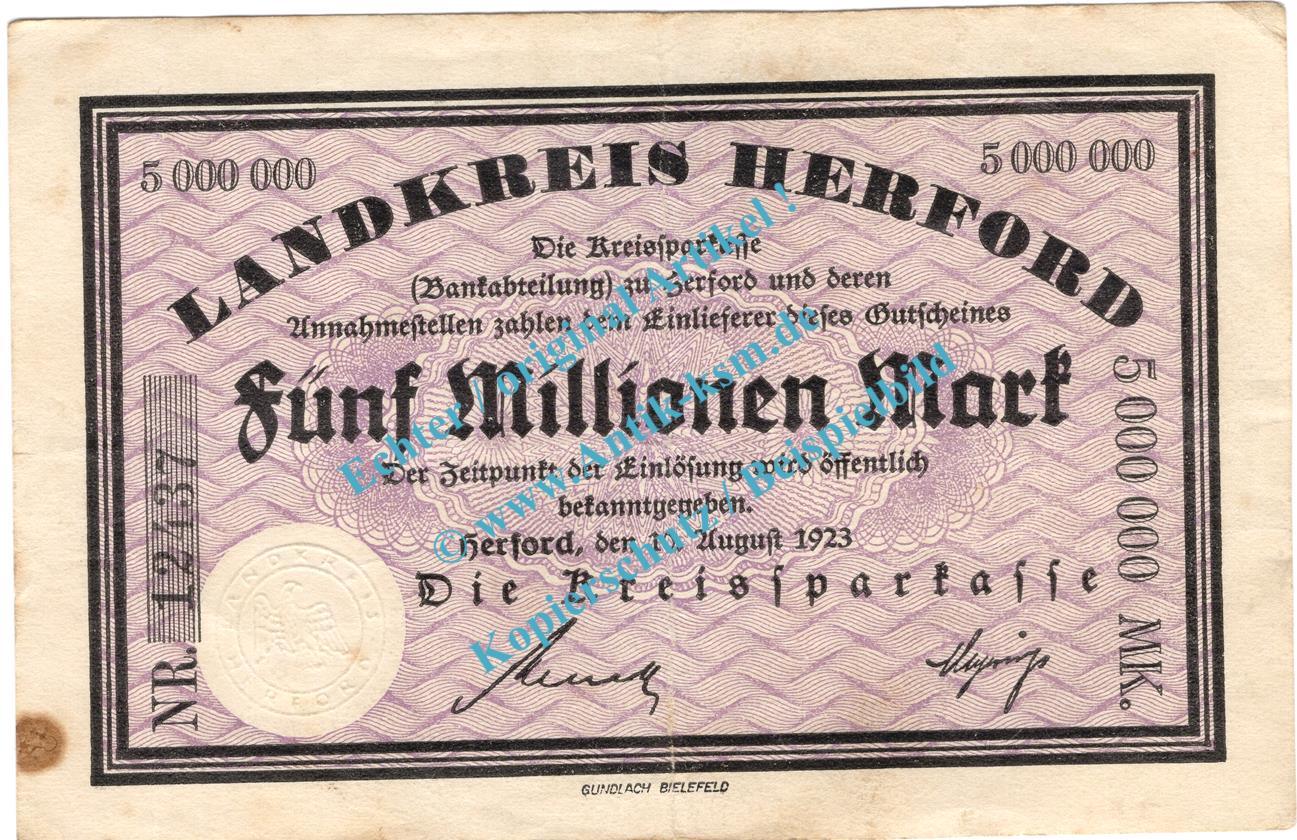 5 000 000
5 000 000
LANDKREIS HERFORD
Die Kreissparkasse
(Bankabteilung) zu Herford und deren
Annahmestellen zahlen dem Einlieferer dieses Gutscheines
Fünf Millionen Mark
Der Zeitpunkt der Einlösung wird öffentlich
bekanntgegeben.
Herford, den August 1923
Die Kreissparkasse
NR. 12437
5 000 000 MK.
LANDKREIS HERFORD
GUNDLACH BIELEFELD
Echter / original Artikel !
© www.Antik-ksm.de
Kopierschutz / Beispielbild